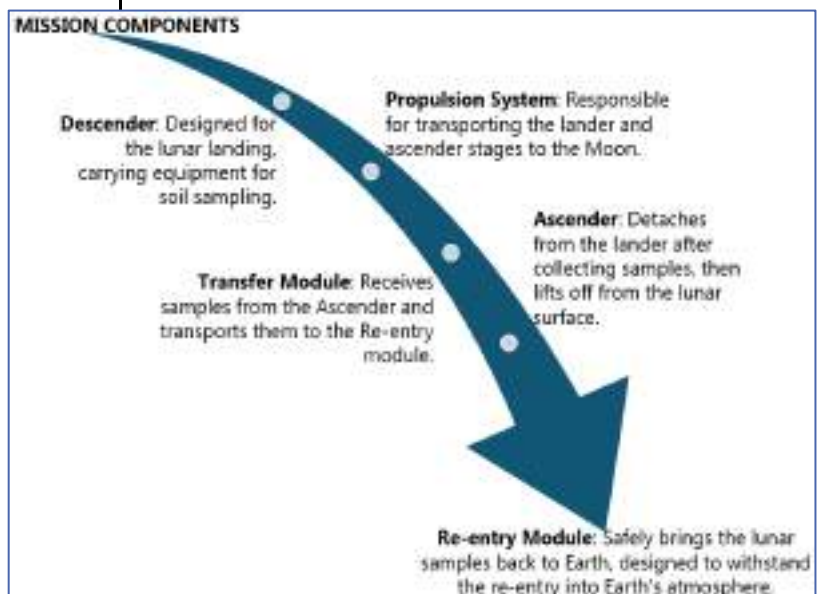 MISSION COMPONENTS
Descender: Designed for
the lunar landing,
carrying equipment for
soil sampling.
Propulsion System: Responsible
for transporting the lander and
ascender stages to the Moon.
Transfer Module: Receives
samples from the Ascender and
transports them to the Re-entry
module.
Ascender: Detaches
from the lander after
collecting samples, then
lifts off from the lunar
surface.
Re-entry Module: Safely brings the lunar
samples back to Earth, designed to withstand
the re-entry into Earth's atmosphere.